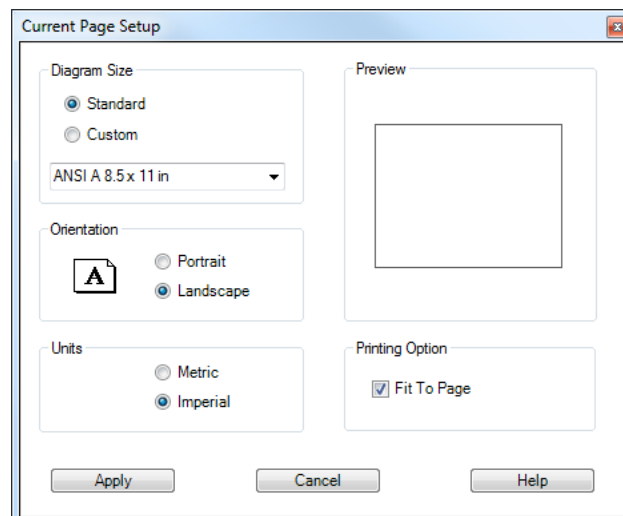 Current Page Setup
Diagram Size
Standard
Custom
ANSI A 8.5 x 11 in
Orientation
A
Portrait
Landscape
Units
Metric
Imperial
Preview
Printing Option
Fit To Page
Apply
Cancel
Help